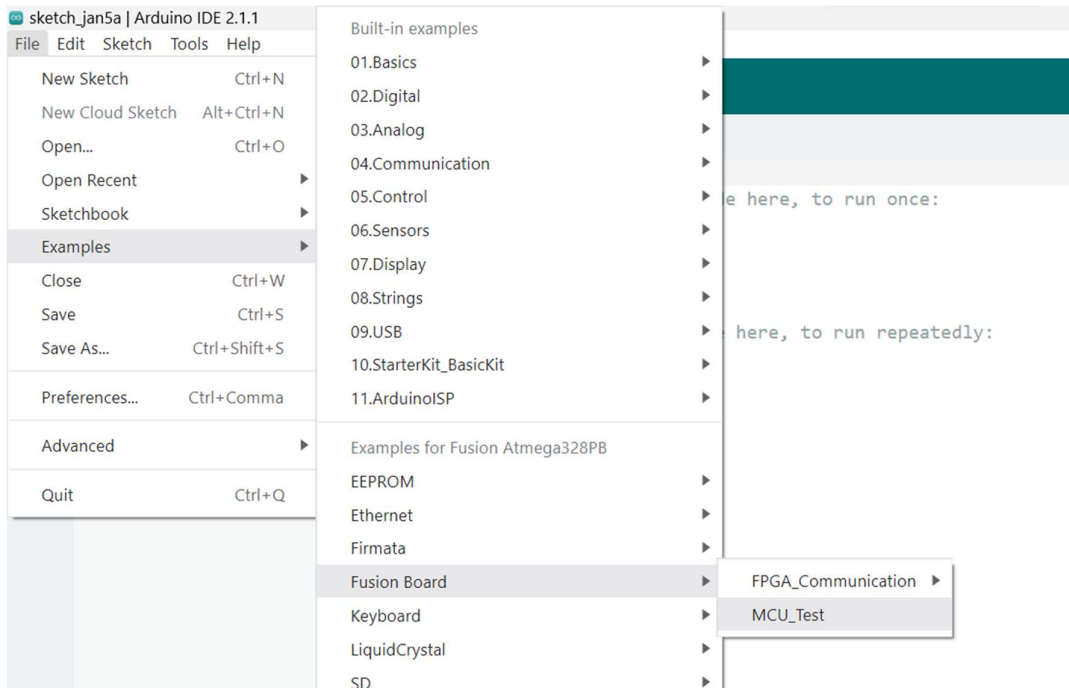 sketch_jan5a | Arduino IDE 2.1.1
File Edit Sketch Tools Help
New Sketch Ctrl+N
New Cloud Sketch Alt+Ctrl+N
Open... Ctrl+O
Open Recent
Sketchbook
Examples
Close Ctrl+W
Save Ctrl+S
Save As... Ctrl+Shift+S
Preferences... Ctrl+Comma
Advanced
Quit Ctrl+Q
Built-in examples
01.Basics
02.Digital
03.Analog
04.Communication
05.Control
06.Sensors
07.Display
08.Strings
09.USB
10.StarterKit_BasicKit
11.ArduinoISP
Examples for Fusion Atmega328PB
EEPROM
Ethernet
Firmata
Fusion Board
Keyboard
LiquidCrystal
SD
FPGA_Communication
MCU_Test
here, to run once:
here, to run repeatedly: